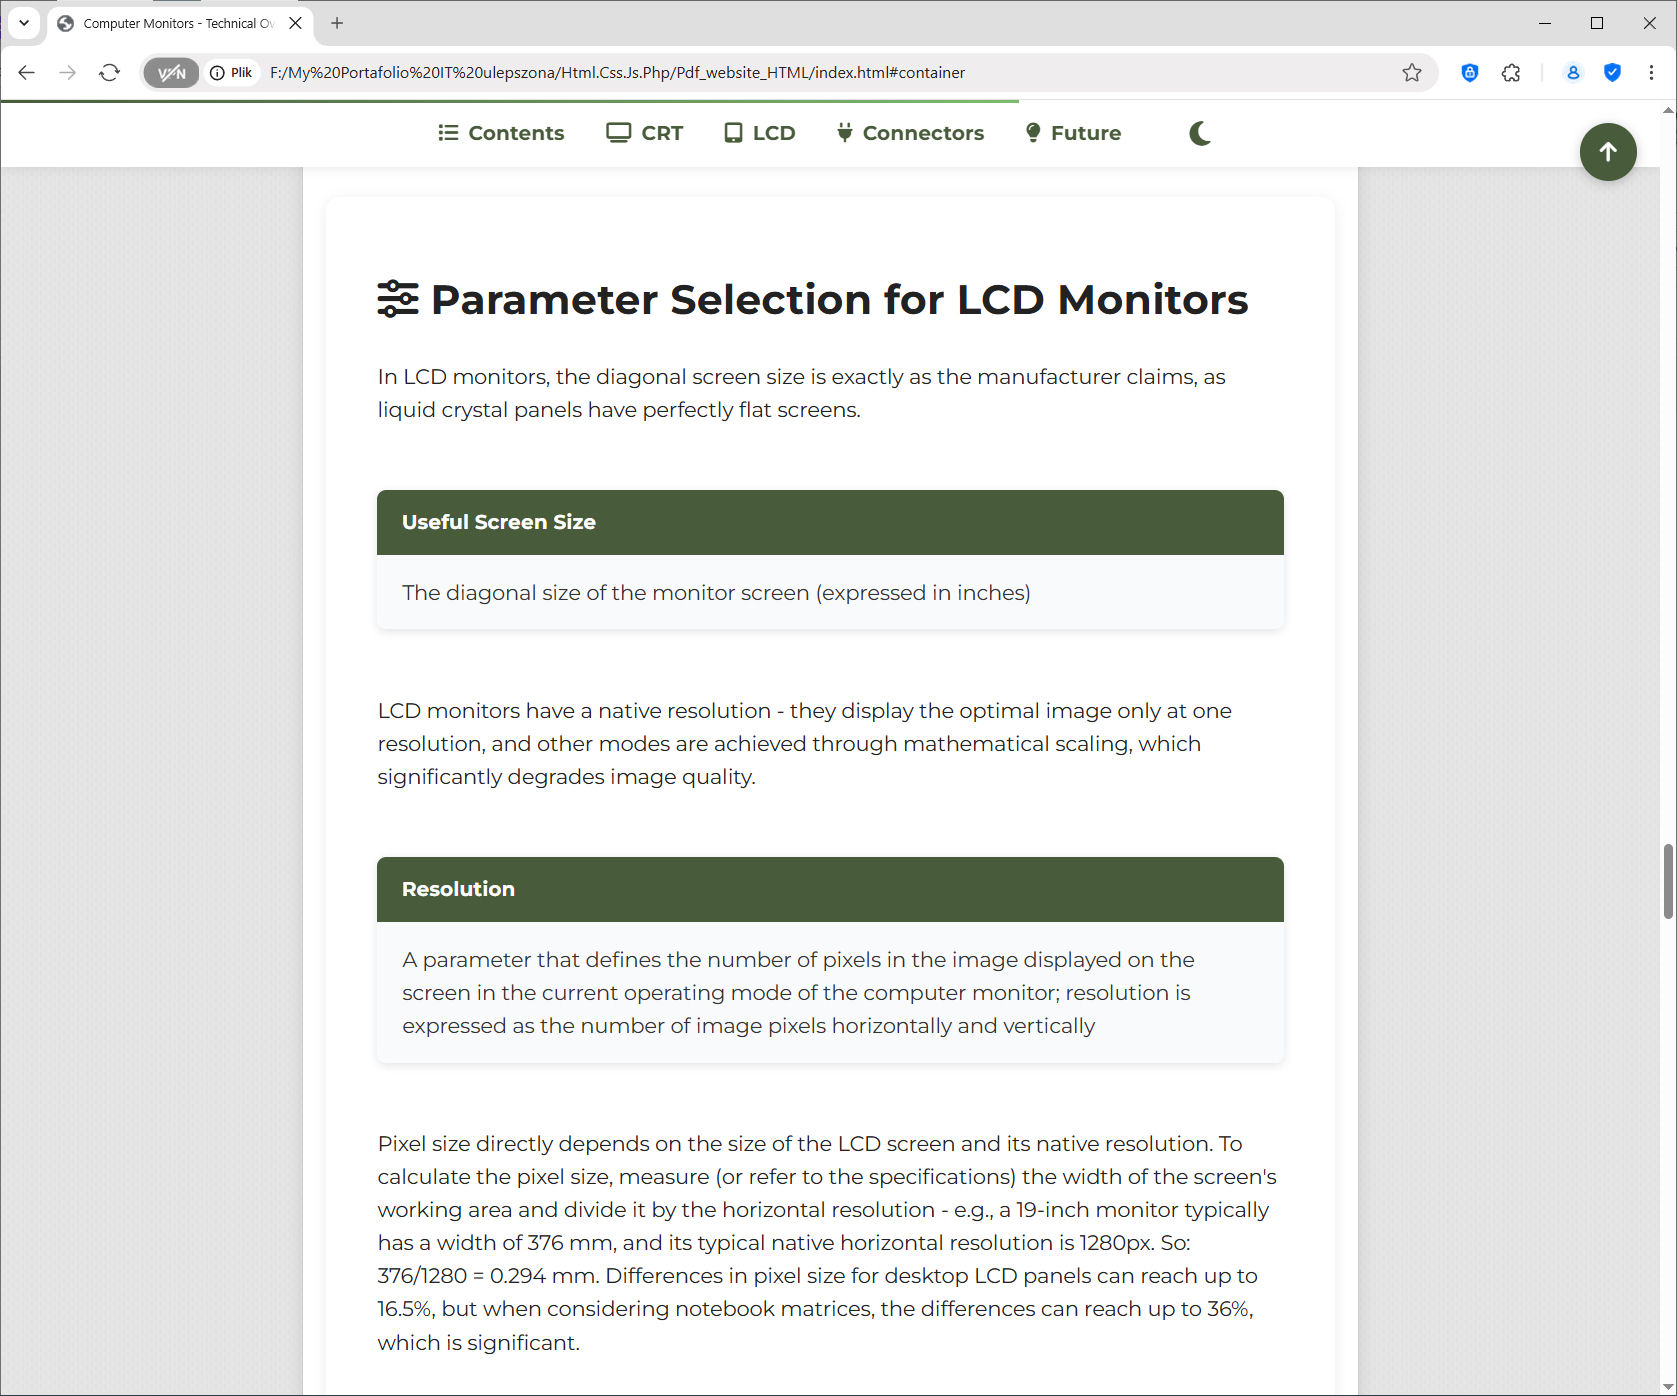 Computer Monitors - Technical Ov
VPN Plik F:/My%20Portafolio%20IT%20ulepszona/Html.Css.Js.Php/Pdf_website_HTML/index.html#container
Contents CRT LCD Connectors Future
Parameter Selection for LCD Monitors
In LCD monitors, the diagonal screen size is exactly as the manufacturer claims, as
liquid crystal panels have perfectly flat screens.
Useful Screen Size
The diagonal size of the monitor screen (expressed in inches)
LCD monitors have a native resolution - they display the optimal image only at one
resolution, and other modes are achieved through mathematical scaling, which
significantly degrades image quality.
Resolution
A parameter that defines the number of pixels in the image displayed on the
screen in the current operating mode of the computer monitor; resolution is
expressed as the number of image pixels horizontally and vertically
Pixel size directly depends on the size of the LCD screen and its native resolution. To
calculate the pixel size, measure (or refer to the specifications) the width of the screen's
working area and divide it by the horizontal resolution - e.g., a 19-inch monitor typically
has a width of 376 mm, and its typical native horizontal resolution is 1280px. So:
376/1280 = 0.294 mm. Differences in pixel size for desktop LCD panels can reach up to
16.5%, but when considering notebook matrices, the differences can reach up to 36%,
which is significant.